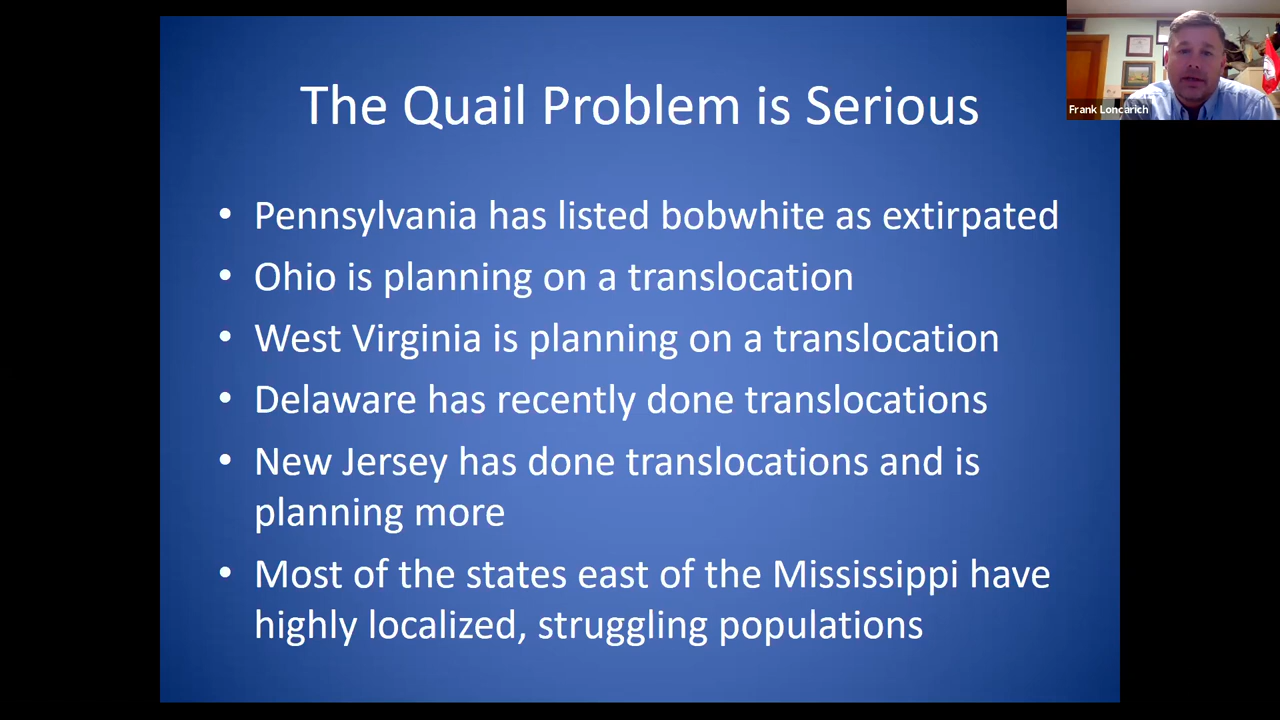 The Quail Problem is Serious
Frank Loncarich
• Pennsylvania has listed bobwhite as extirpated
• Ohio is planning on a translocation
• West Virginia is planning on a translocation
• Delaware has recently done translocations
• New Jersey has done translocations and is
planning more
• Most of the states east of the Mississippi have
highly localized, struggling populations